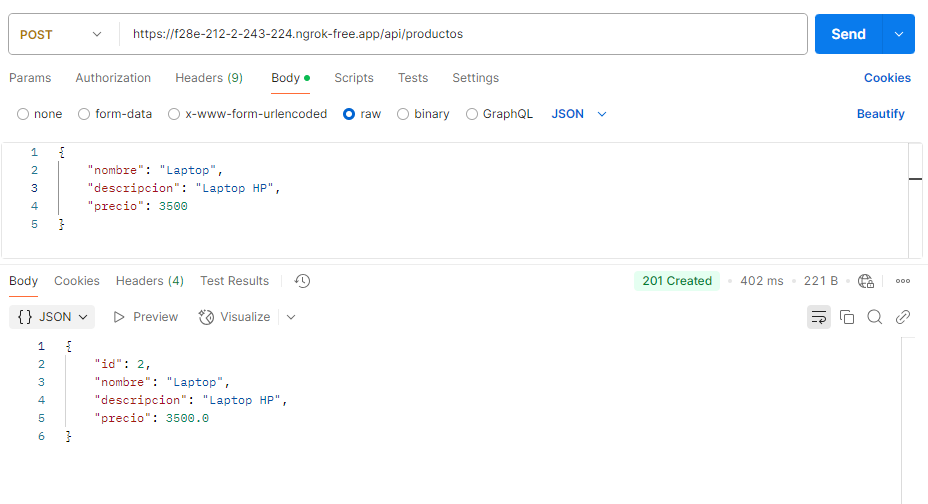 POST https://f28e-212-2-243-224.ngrok-free.app/api/productos Send
Params Authorization Headers (9) Body Scripts Tests Settings Cookies
none form-data x-www-form-urlencoded raw binary GraphQL JSON Beautify
1 {
2 "nombre": "Laptop",
3 "descripcion": "Laptop HP",
4 "precio": 3500
5 }
Body Cookies Headers (4) Test Results 201 Created 402 ms 221 B
{} JSON Preview Visualize
1 {
2 "id": 2,
3 "nombre": "Laptop",
4 "descripcion": "Laptop HP",
5 "precio": 3500.0
6 }